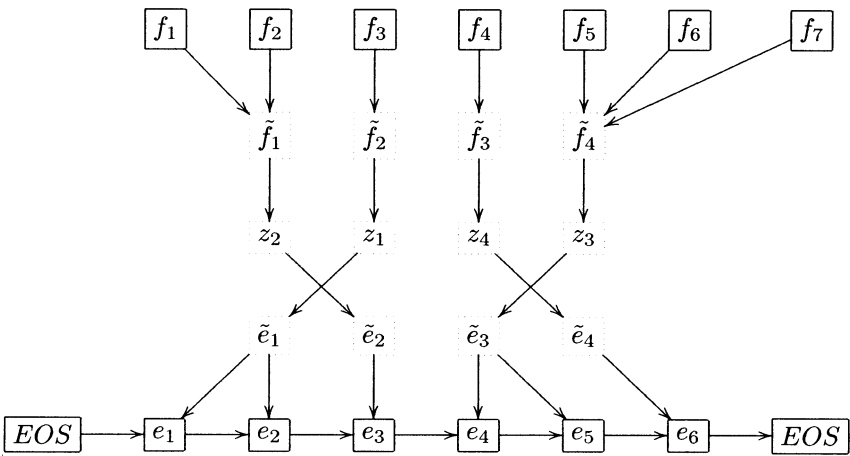 f₁ f₂ f₃ f₄ f₅ f₆ f₇
f̃₁ f̃₂ f̃₃ f̃₄
z₂ z₁ z₄ z₃
ẽ₁ ẽ₂ ẽ₃ ẽ₄
EOS e₁ e₂ e₃ e₄ e₅ e₆ EOS